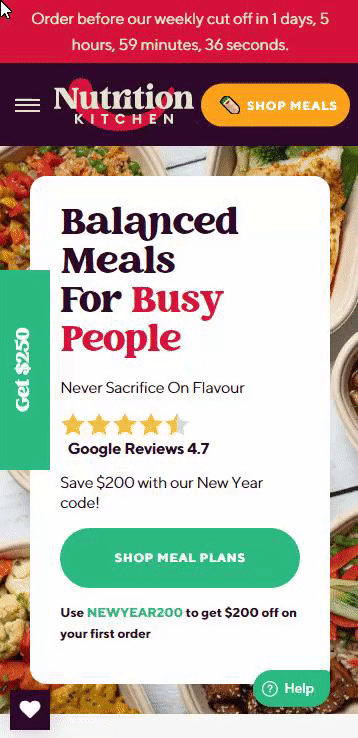 Order before our weekly cut off in 1 days, 5
hours, 59 minutes, 36 seconds.
Nutrition
KITCHEN
SHOP MEALS
Balanced
Meals
For Busy
People
Get $250
Never Sacrifice On Flavour
Google Reviews 4.7
Save $200 with our New Year
code!
SHOP MEAL PLANS
Use NEWYEAR200 to get $200 off on
your first order
Help